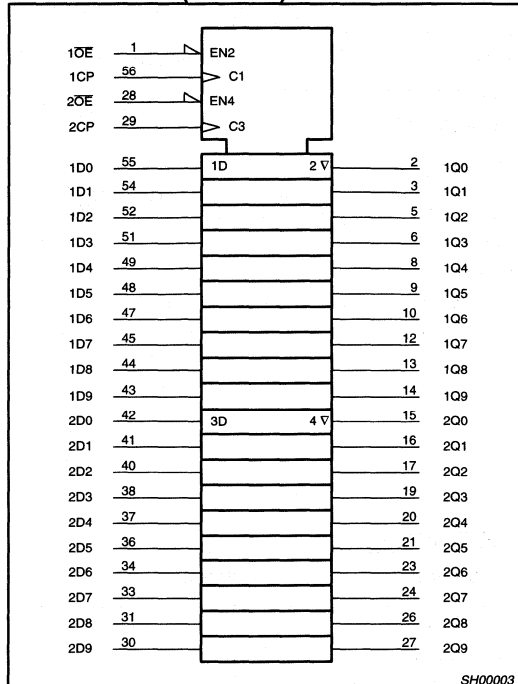 1OE 1 EN2
1CP 56 C1
2OE 28 EN4
2CP 29 C3
1D0 55 1D 2 ∇ 2 1Q0
1D1 54 3 1Q1
1D2 52 5 1Q2
1D3 51 6 1Q3
1D4 49 8 1Q4
1D5 48 9 1Q5
1D6 47 10 1Q6
1D7 45 12 1Q7
1D8 44 13 1Q8
1D9 43 14 1Q9
2D0 42 3D 4 ∇ 15 2Q0
2D1 41 16 2Q1
2D2 40 17 2Q2
2D3 38 19 2Q3
2D4 37 20 2Q4
2D5 36 21 2Q5
2D6 34 23 2Q6
2D7 33 24 2Q7
2D8 31 26 2Q8
2D9 30 27 2Q9
SH00003